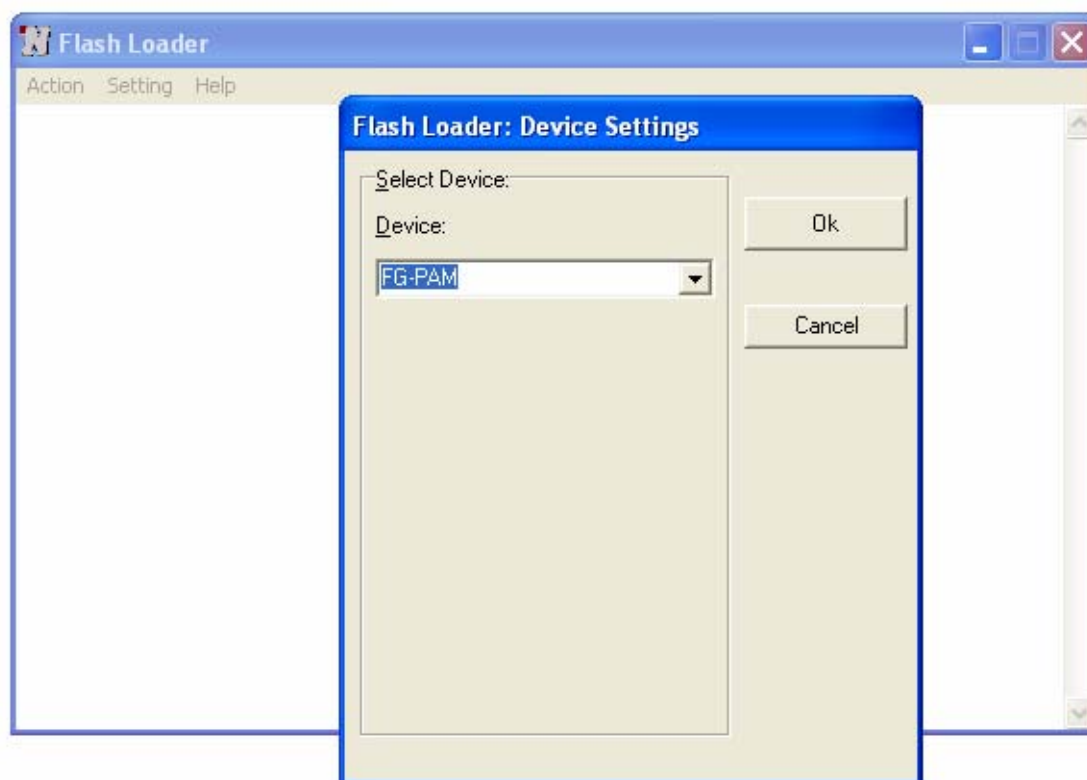 Flash Loader
Action Setting Help
Flash Loader: Device Settings
Select Device:
Device:
FG-PAM
Ok
Cancel